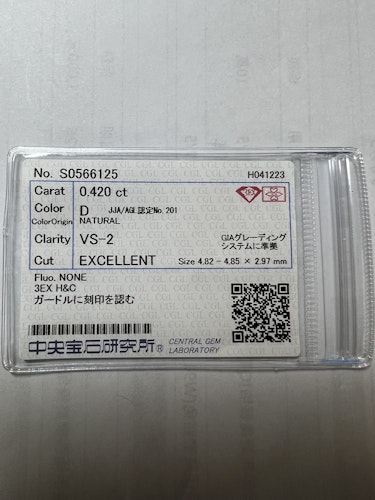 No. S0566125 H041223
Carat 0.420 ct
Color D JJA/AGL認定No.201
ColorOrigin NATURAL
Clarity VS-2 GIAグレーディング
システムに準拠
Cut EXCELLENT Size 4.82 - 4.85 × 2.97 mm
Fluo. NONE
3EX H&C
ガードルに刻印を認む
中央宝石研究所® CENTRAL GEM
LABORATORY